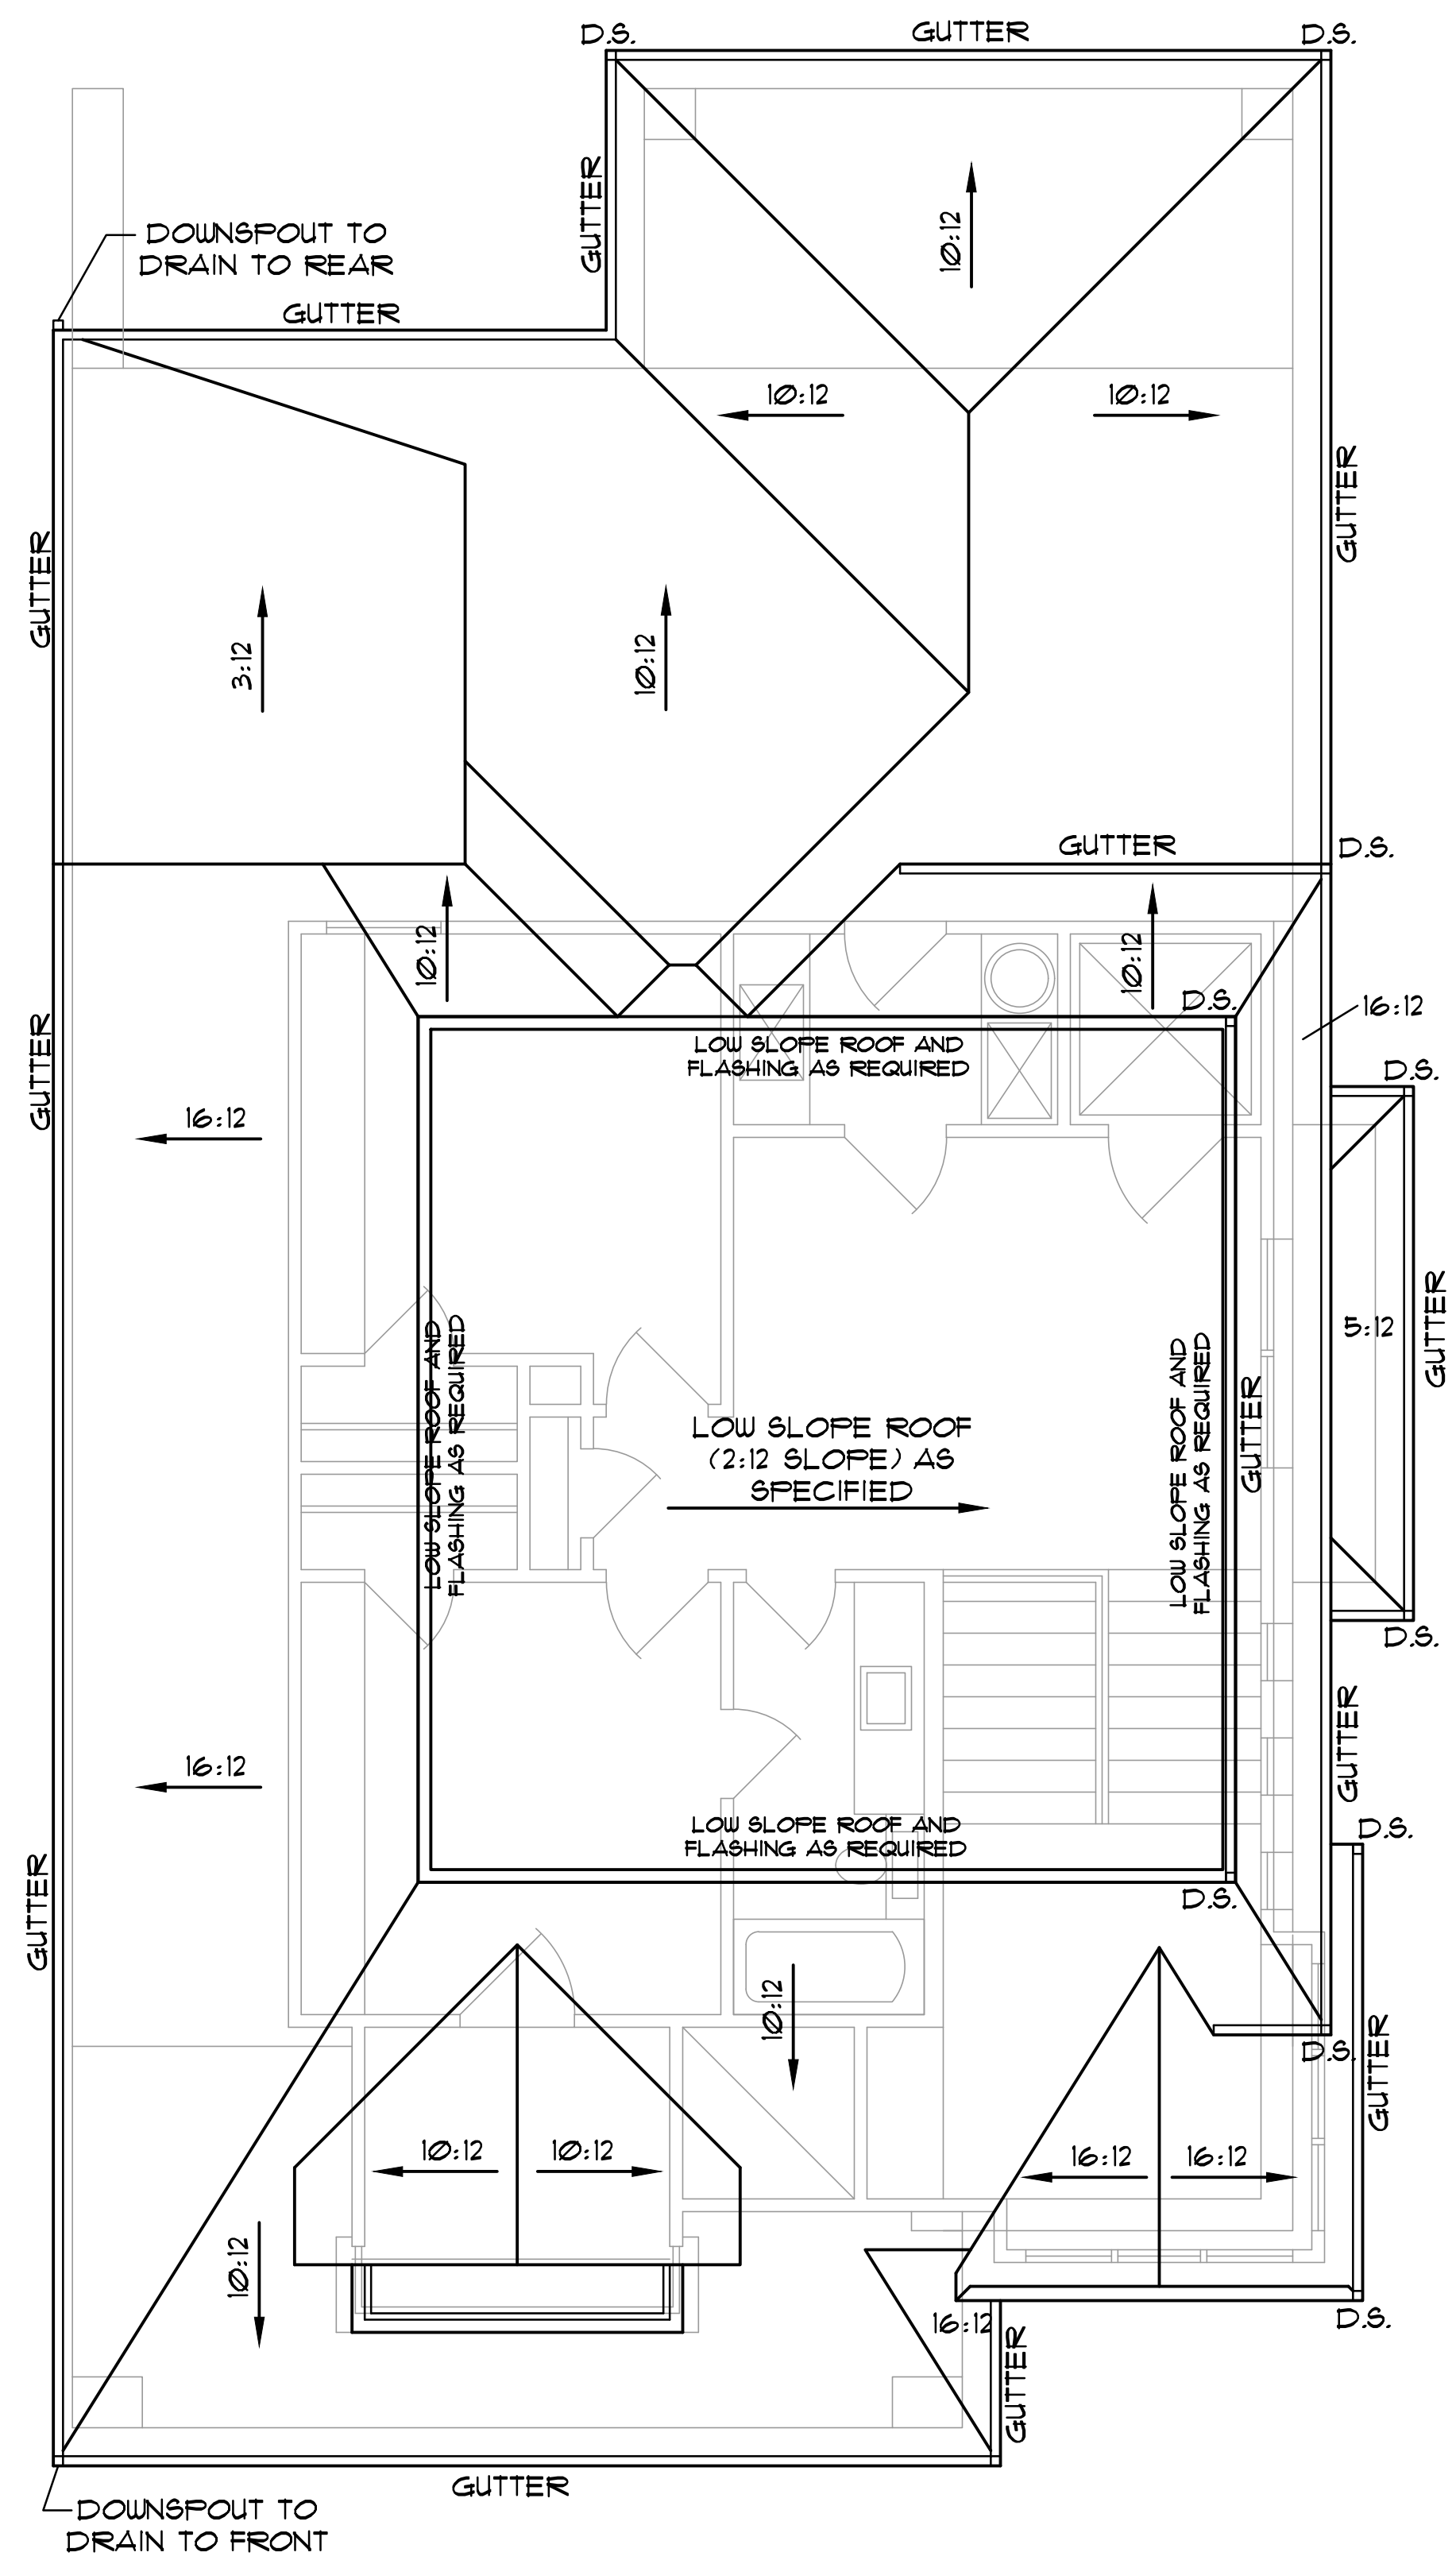 D.S.
GUTTER
D.S.
GUTTER
DOWNSPOUT TO
DRAIN TO REAR
GUTTER
10:12
10:12
10:12
GUTTER
GUTTER
3:12
10:12
GUTTER
D.S.
10:12
10:12
D.S.
16:12
GUTTER
LOW SLOPE ROOF AND
FLASHING AS REQUIRED
D.S.
16:12
5:12
GUTTER
LOW SLOPE ROOF AND
FLASHING AS REQUIRED
LOW SLOPE ROOF
(2:12 SLOPE) AS
SPECIFIED
LOW SLOPE ROOF AND
FLASHING AS REQUIRED
GUTTER
D.S.
GUTTER
16:12
LOW SLOPE ROOF AND
FLASHING AS REQUIRED
D.S.
GUTTER
D.S.
10:12
D.S.
GUTTER
10:12
10:12
16:12
16:12
10:12
16:12
D.S.
GUTTER
GUTTER
DOWNSPOUT TO
DRAIN TO FRONT